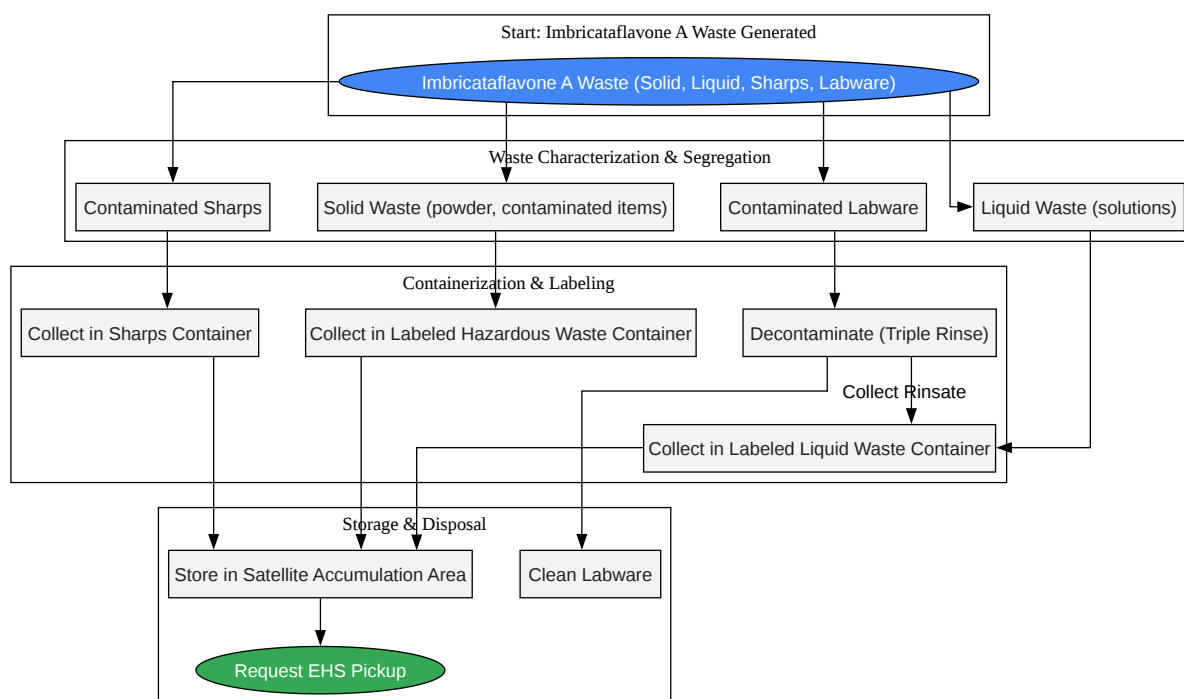 Start: Imbricataflavone A Waste Generated
Imbricataflavone A Waste (Solid, Liquid, Sharps, Labware)
Waste Characterization & Segregation
Contaminated Sharps
Solid Waste (powder, contaminated items)
Contaminated Labware
Liquid Waste (solutions)
Containerization & Labeling
Collect in Sharps Container
Collect in Labeled Hazardous Waste Container
Decontaminate (Triple Rinse)
Collect Rinsate
Collect in Labeled Liquid Waste Container
Storage & Disposal
Store in Satellite Accumulation Area
Clean Labware
Request EHS Pickup